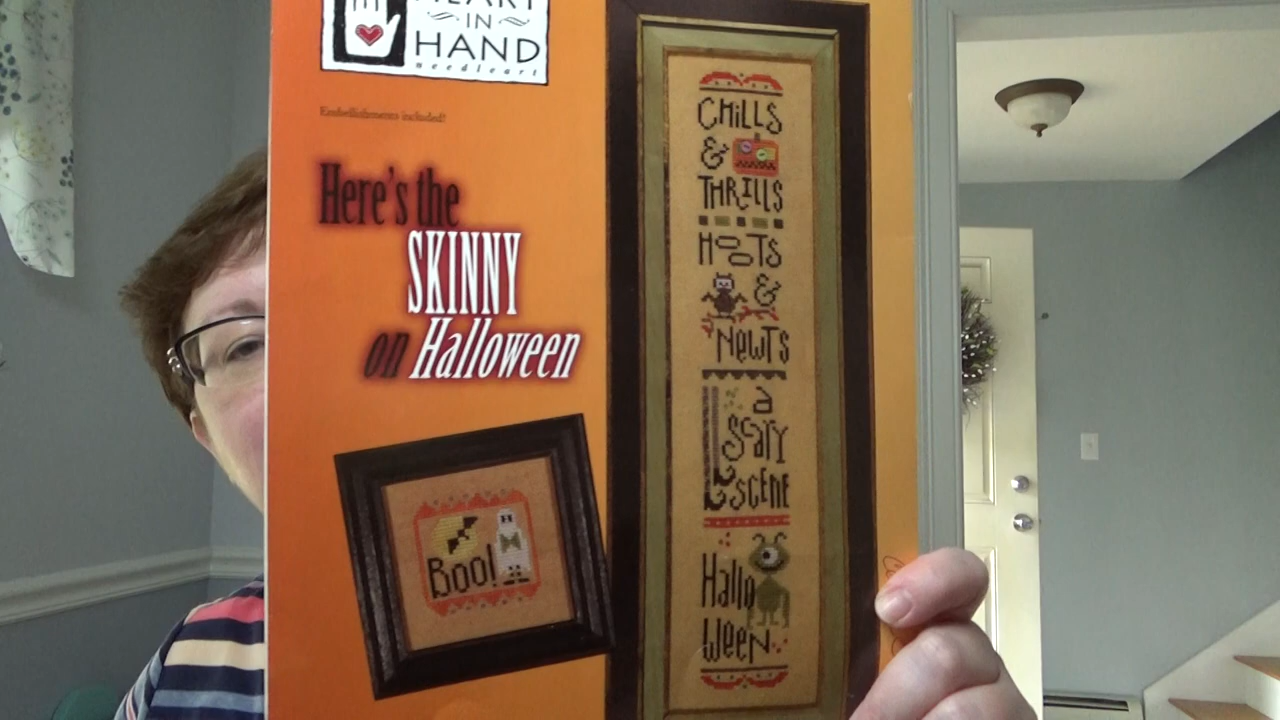 HEART
IN
HAND
needleart
Embellishments included!
Here's the
SKINNY
on Halloween
CHiLLS
&
THRILLS
HOOTS
&
NewTS
a
Scary
SCENE
Hallo
Ween
Boo!